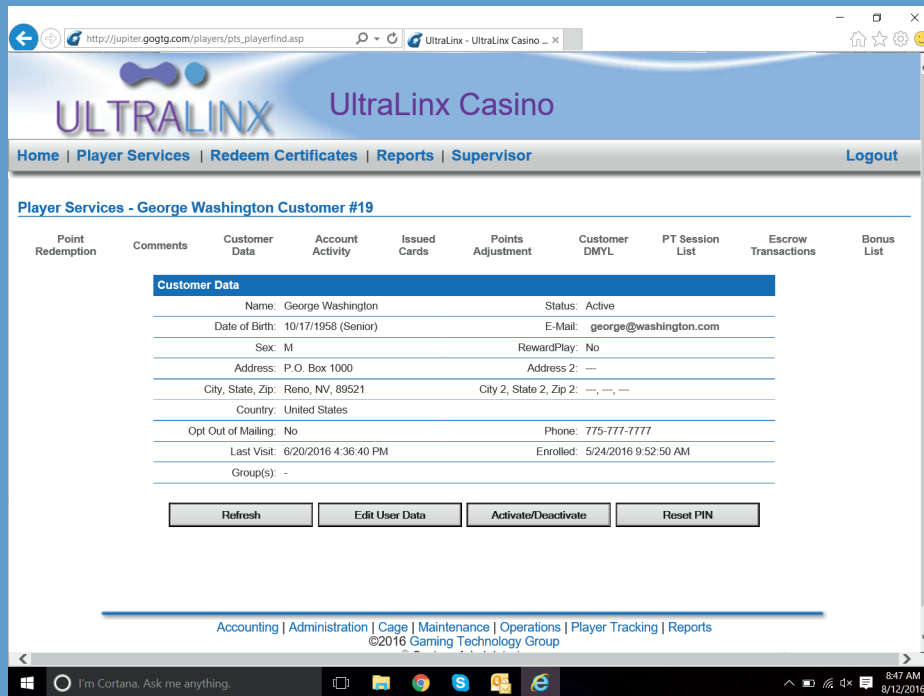 http://jupiter.gogtg.com/players/pts_playerfind.asp
UltraLinx - UltraLinx Casino ...
ULTRALINX
UltraLinx Casino
Home | Player Services | Redeem Certificates | Reports | Supervisor
Logout
Player Services - George Washington Customer #19
Point Redemption
Comments
Customer Data
Account Activity
Issued Cards
Points Adjustment
Customer DMYL
PT Session List
Escrow Transactions
Bonus List
Customer Data
Name: George Washington Status: Active
Date of Birth: 10/17/1958 (Senior) E-Mail: george@washington.com
Sex: M RewardPlay: No
Address: P.O. Box 1000 Address 2: ---
City, State, Zip: Reno, NV, 89521 City 2, State 2, Zip 2: ---, ---, ---
Country: United States
Opt Out of Mailing: No Phone: 775-777-7777
Last Visit: 6/20/2016 4:36:40 PM Enrolled: 5/24/2016 9:52:50 AM
Group(s): -
Refresh
Edit User Data
Activate/Deactivate
Reset PIN
Accounting | Administration | Cage | Maintenance | Operations | Player Tracking | Reports
©2016 Gaming Technology Group
I'm Cortana. Ask me anything.
8:47 AM
8/12/2016